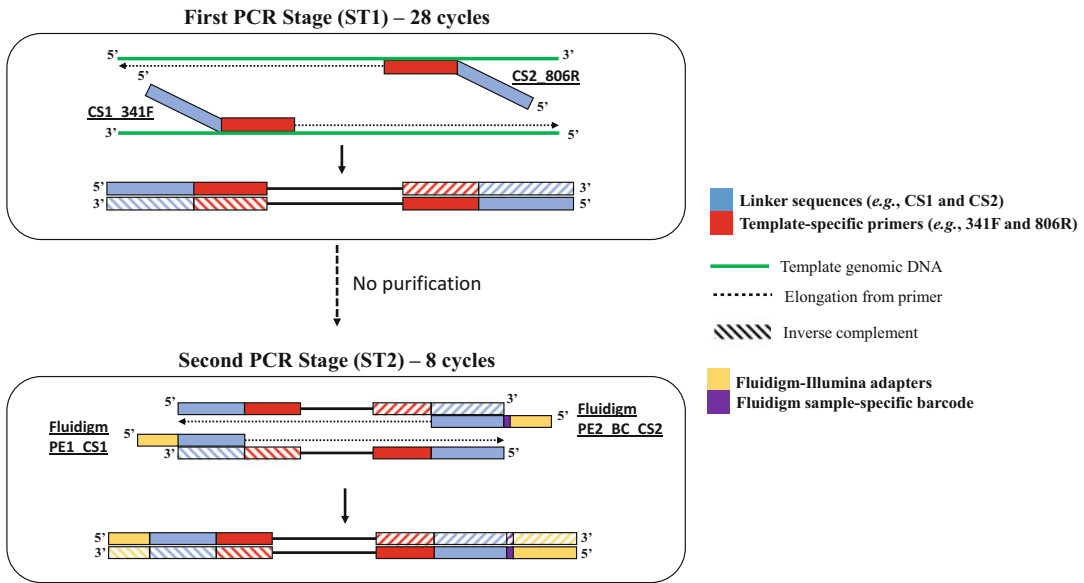 First PCR Stage (ST1) – 28 cycles
5’
3’
5’
CS2_806R
CS1_341F
5’
3’
5’
5’
3’
3’
5’
Linker sequences (e.g., CS1 and CS2)
Template-specific primers (e.g., 341F and 806R)
Template genomic DNA
No purification
Elongation from primer
Inverse complement
Second PCR Stage (ST2) – 8 cycles
Fluidigm-Illumina adapters
Fluidigm sample-specific barcode
5’
3’
5’
Fluidigm
PE2_BC_CS2
Fluidigm
PE1_CS1
5’
3’
5’
5’
3’
3’
5’